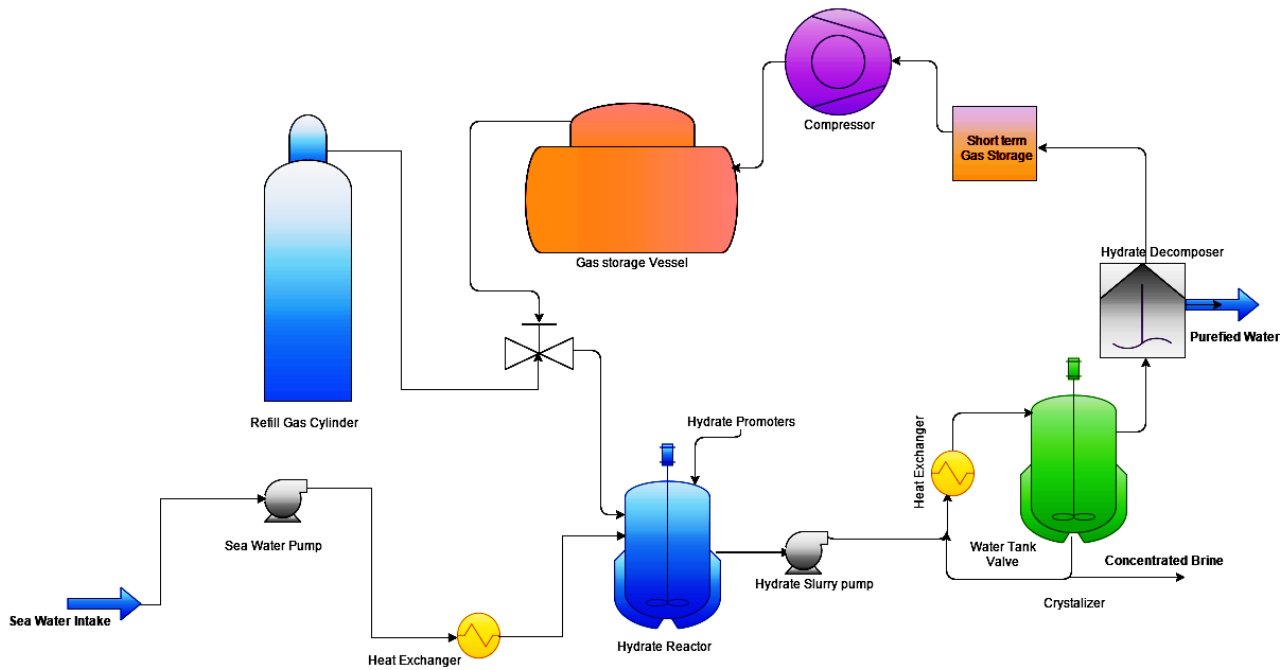 Compressor
Short term
Gas Storage
Gas storage Vessel
Hydrate Decomposer
Purefied Water
Refill Gas Cylinder
Hydrate Promoters
Heat Exchanger
Sea Water Pump
Water Tank
Valve
Concentrated Brine
Hydrate Slurry pump
Crystalizer
Sea Water Intake
Heat Exchanger
Hydrate Reactor